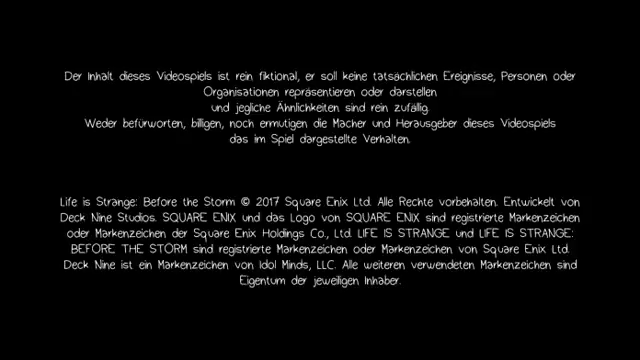 Der Inhalt dieses Videospiels ist rein fiktional, er soll keine tatsächlichen Ereignisse, Personen oder
Organisationen repräsentieren oder darstellen
und jegliche Ähnlichkeiten sind rein zufällig.
Weder befürworten, billigen, noch ermutigen die Macher und Herausgeber dieses Videospiels
das im Spiel dargestellte Verhalten.
Life is Strange: Before the Storm © 2017 Square Enix Ltd. Alle Rechte vorbehalten. Entwickelt von
Deck Nine Studios. SQUARE ENIX und das Logo von SQUARE ENIX sind registrierte Markenzeichen
oder Markenzeichen der Square Enix Holdings Co., Ltd. LIFE IS STRANGE und LIFE IS STRANGE:
BEFORE THE STORM sind registrierte Markenzeichen oder Markenzeichen von Square Enix Ltd.
Deck Nine ist ein Markenzeichen von Idol Minds, LLC. Alle weiteren verwendeten Markenzeichen sind
Eigentum der jeweiligen Inhaber.